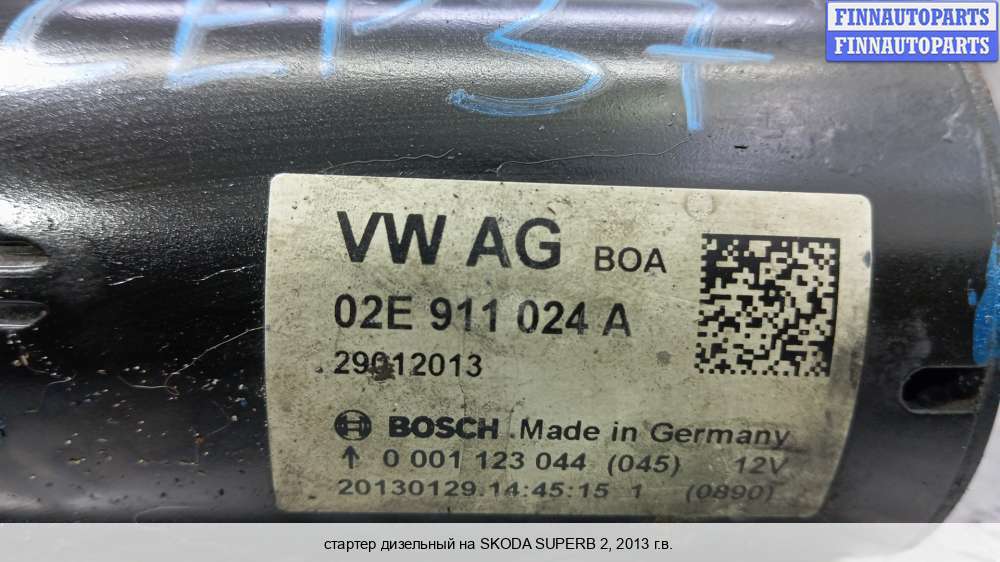 FINNAUTOPARTS
FINNAUTOPARTS
CEP37
VW AG BOA
02E 911 024 A
29012013
BOSCH Made in Germany
↑ 0 001 123 044 (045) 12V
20130129.14:45:15 1 (0890)
стартер дизельный на SKODA SUPERB 2, 2013 г.в.